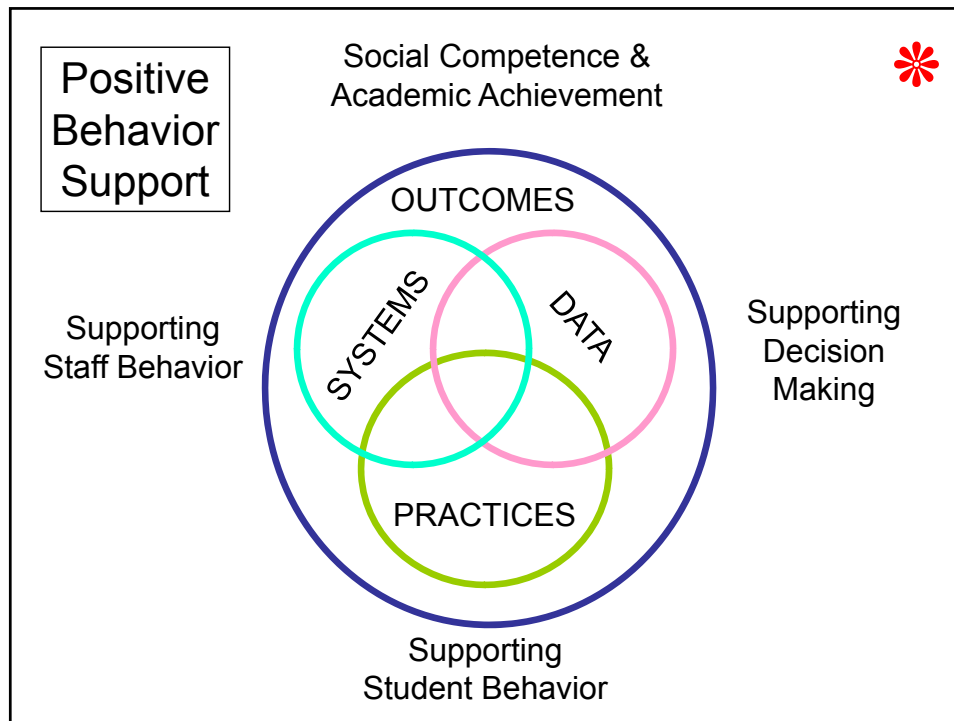 Positive
Behavior
Support
Social Competence &
Academic Achievement
OUTCOMES
SYSTEMS
DATA
PRACTICES
Supporting
Staff Behavior
Supporting
Decision
Making
Supporting
Student Behavior